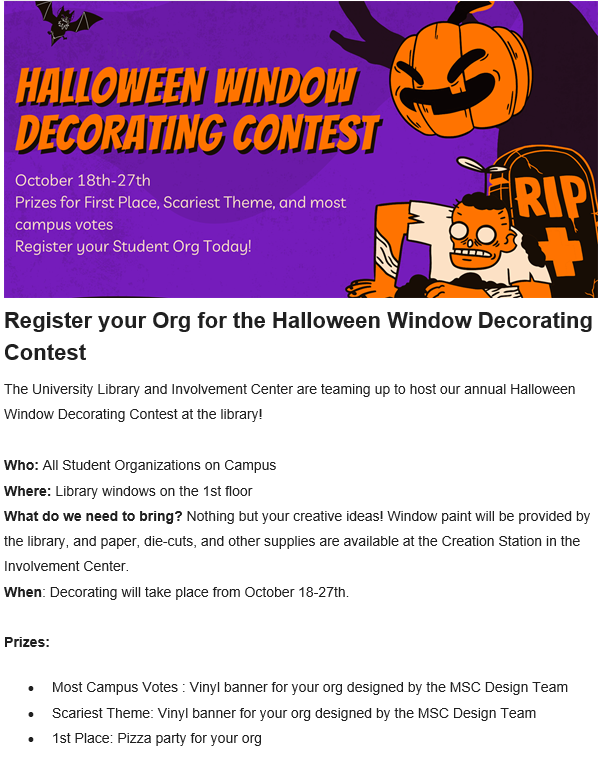 HALLOWEEN WINDOW
DECORATING CONTEST
October 18th-27th
Prizes for First Place, Scariest Theme, and most
campus votes
Register your Student Org Today!
RIP
Register your Org for the Halloween Window Decorating
Contest
The University Library and Involvement Center are teaming up to host our annual Halloween
Window Decorating Contest at the library!
Who: All Student Organizations on Campus
Where: Library windows on the 1st floor
What do we need to bring? Nothing but your creative ideas! Window paint will be provided by
the library, and paper, die-cuts, and other supplies are available at the Creation Station in the
Involvement Center.
When: Decorating will take place from October 18-27th.
Prizes:
• Most Campus Votes : Vinyl banner for your org designed by the MSC Design Team
• Scariest Theme: Vinyl banner for your org designed by the MSC Design Team
• 1st Place: Pizza party for your org